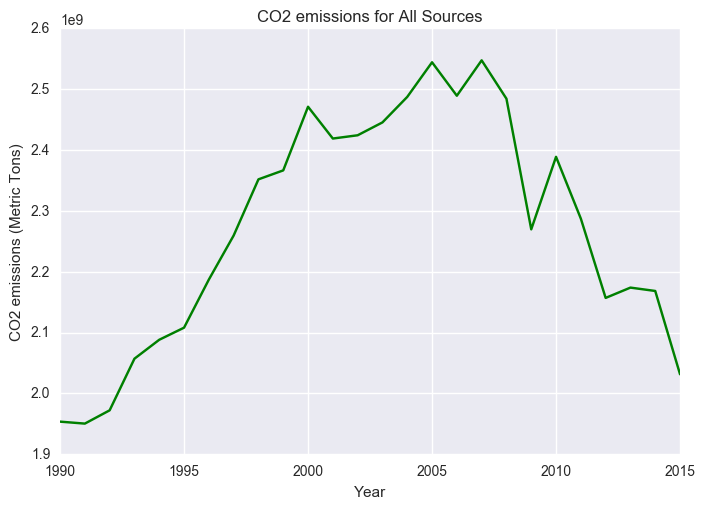 CO2 emissions for All Sources
1e9
2.6
2.5
2.4
2.3
2.2
2.1
2.0
1.9
CO2 emissions (Metric Tons)
1990 1995 2000 2005 2010 2015
Year